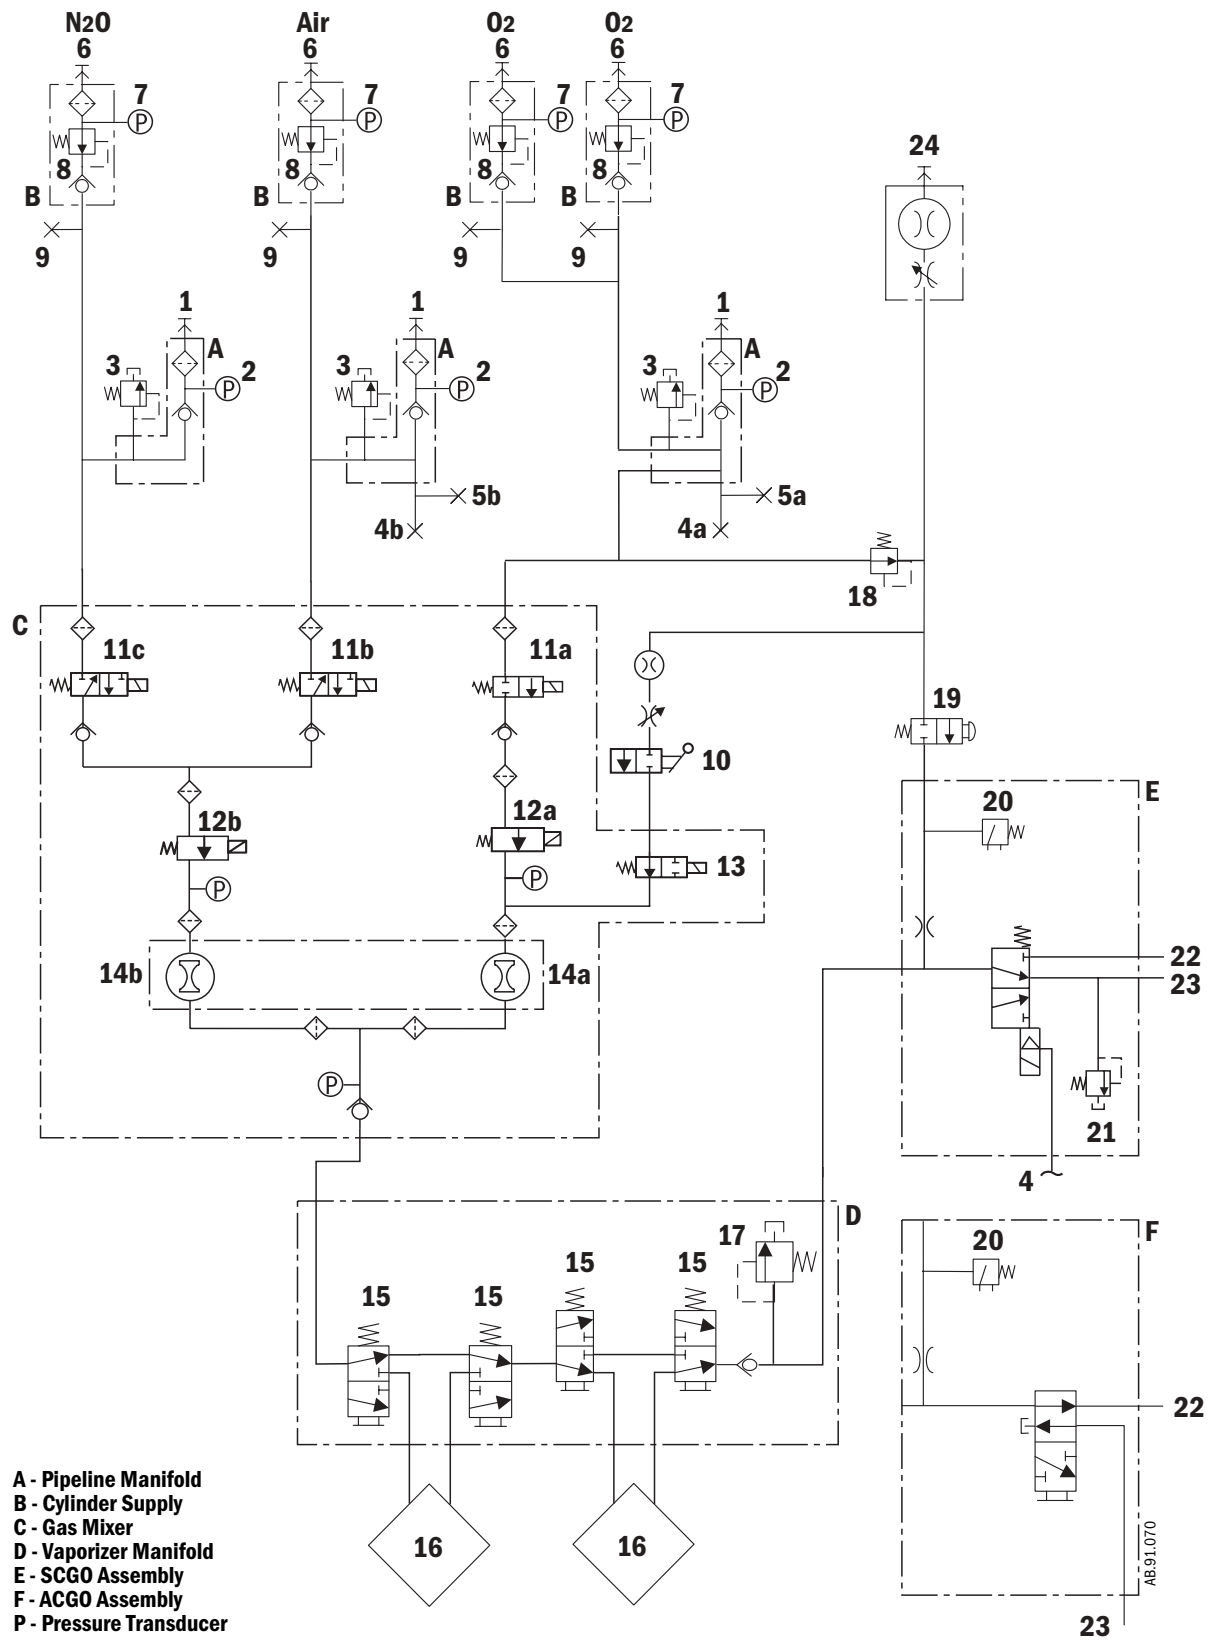 N2O Air O2 O2
6 6 6 6
7 7 7 7
8 8 8 8
B B B B
24
9 9 9 9
1 1 1
A A A
3 2 3 2 3 2
P P P P P P P
5b 5a
4b 4a
18
C
11c 11b 11a
19
10
E
20
12b 12a
13
P P
14b 14a
22
23
P
21
4
D F
17 20
15 15 15 15
22
16 16
A - Pipeline Manifold
B - Cylinder Supply
C - Gas Mixer
D - Vaporizer Manifold
E - SCGO Assembly
F - ACGO Assembly
P - Pressure Transducer
AB.91.070
23